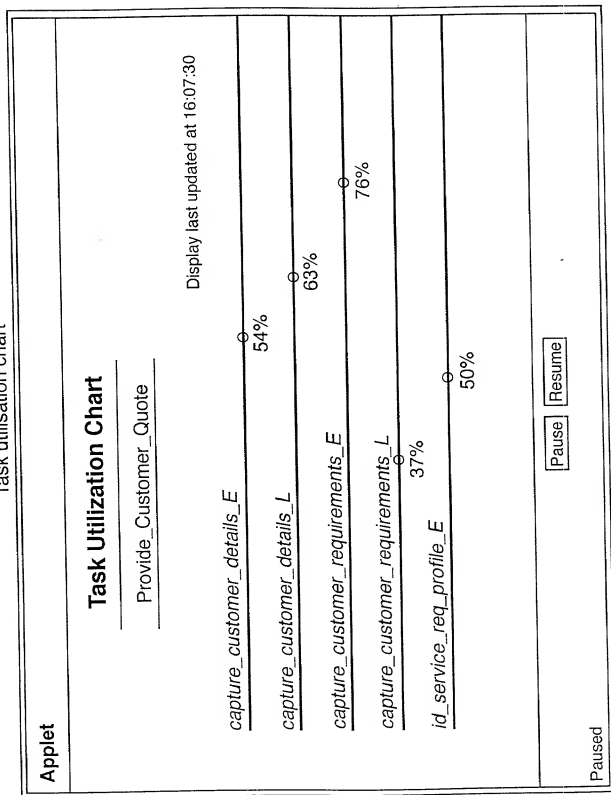 Task utilisation chart
Applet
Task Utilization Chart
Provide_Customer_Quote
Display last updated at 16:07:30
capture_customer_details_E
54%
capture_customer_details_L
63%
capture_customer_requirements_E
76%
capture_customer_requirements_L
37%
id_service_req_profile_E
50%
Pause Resume
Paused